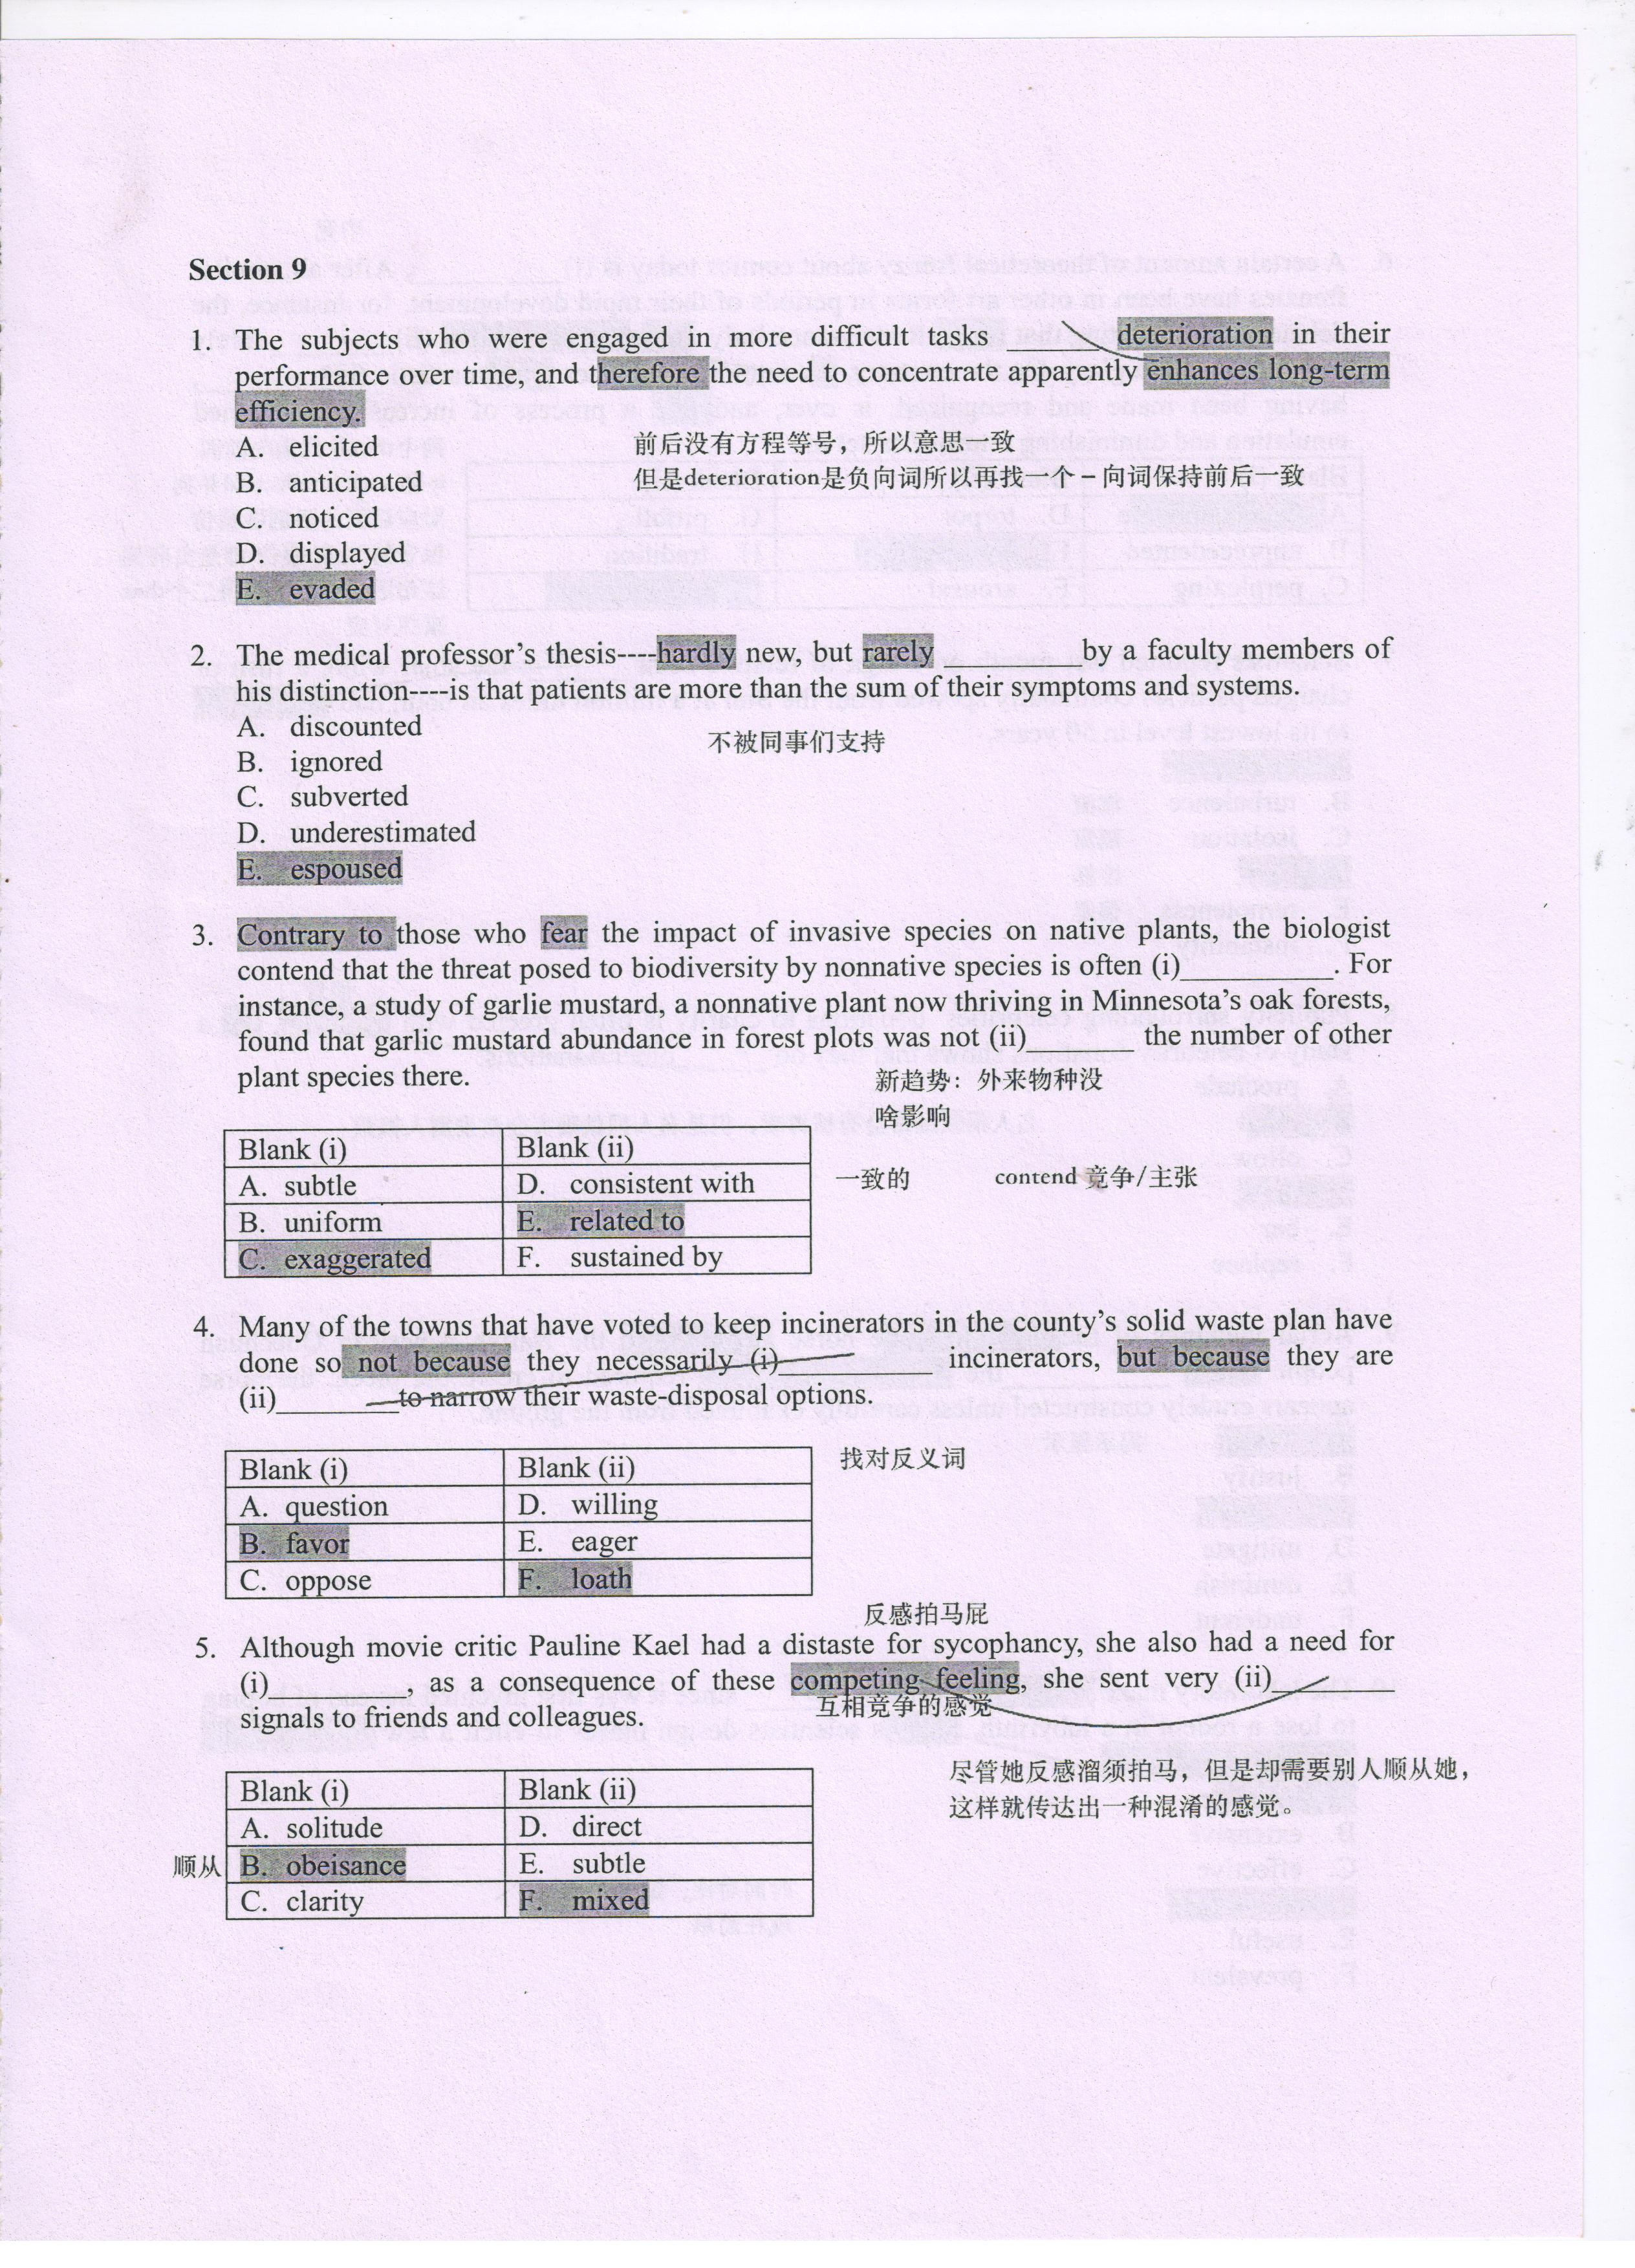 Section 9
1. The subjects who were engaged in more difficult tasks ______ deterioration in their
performance over time, and therefore the need to concentrate apparently enhances long-term
efficiency.
A. elicited
前后没有方程等号，所以意思一致
B. anticipated
但是deterioration是负向词所以再找一个－向词保持前后一致
C. noticed
D. displayed
E. evaded
2. The medical professor's thesis----hardly new, but rarely _________ by a faculty members of
his distinction----is that patients are more than the sum of their symptoms and systems.
A. discounted
不被同事们支持
B. ignored
C. subverted
D. underestimated
E. espoused
3. Contrary to those who fear the impact of invasive species on native plants, the biologist
contend that the threat posed to biodiversity by nonnative species is often (i)__________. For
instance, a study of garlie mustard, a nonnative plant now thriving in Minnesota's oak forests,
found that garlic mustard abundance in forest plots was not (ii)_______ the number of other
plant species there.
新趋势：外来物种没
啥影响
Blank (i) Blank (ii)
A. subtle D. consistent with
一致的 contend 竞争/主张
B. uniform E. related to
C. exaggerated F. sustained by
4. Many of the towns that have voted to keep incinerators in the county's solid waste plan have
done so not because they necessarily (i)__________ incinerators, but because they are
(ii)________to narrow their waste-disposal options.
找对反义词
Blank (i) Blank (ii)
A. question D. willing
B. favor E. eager
C. oppose F. loath
反感拍马屁
5. Although movie critic Pauline Kael had a distaste for sycophancy, she also had a need for
(i)_________, as a consequence of these competing feeling, she sent very (ii)________
互相竞争的感觉
signals to friends and colleagues.
尽管她反感溜须拍马，但是却需要别人顺从她，
这样就传达出一种混淆的感觉。
Blank (i) Blank (ii)
A. solitude D. direct
顺从 B. obeisance E. subtle
C. clarity F. mixed